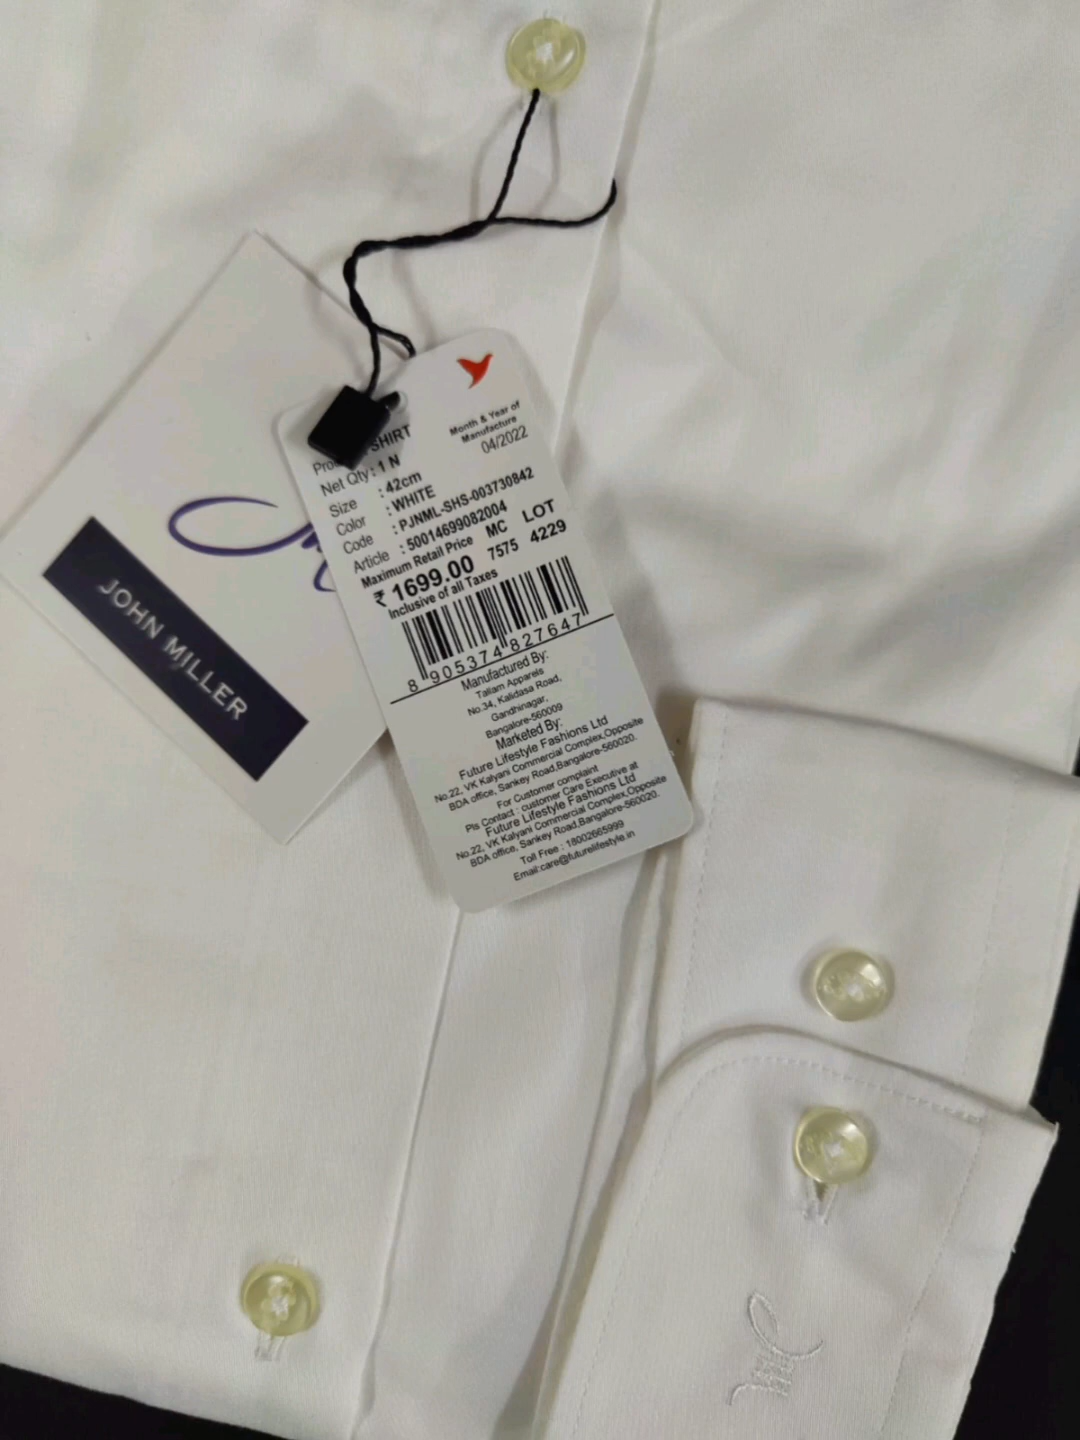 JOHN MILLER
SHIRT
Net Qty: 1 N
Size : 42cm
Color : WHITE
Code : PJNML-SHS-003730842
Article : 50014699082004
Month & Year of
Manufacture
04/2022
Maximum Retail Price MC LOT
₹ 1699.00 7575 4229
Inclusive of all Taxes
8 905374 827647
Manufactured By:
Tallam Apparels
No.34, Kalidasa Road,
Gandhinagar,
Bangalore-560009
Marketed By:
Future Lifestyle Fashions Ltd
No.22, VK Kalyani Commercial Complex,Opposite
BDA office, Sankey Road,Bangalore-560020.
For Customer complaint
Pls Contact : customer Care Executive at
Future Lifestyle Fashions Ltd
No.22, VK Kalyani Commercial Complex,Opposite
BDA office, Sankey Road,Bangalore-560020.
Toll Free : 18002665999
Email:care@futurelifestyle.in